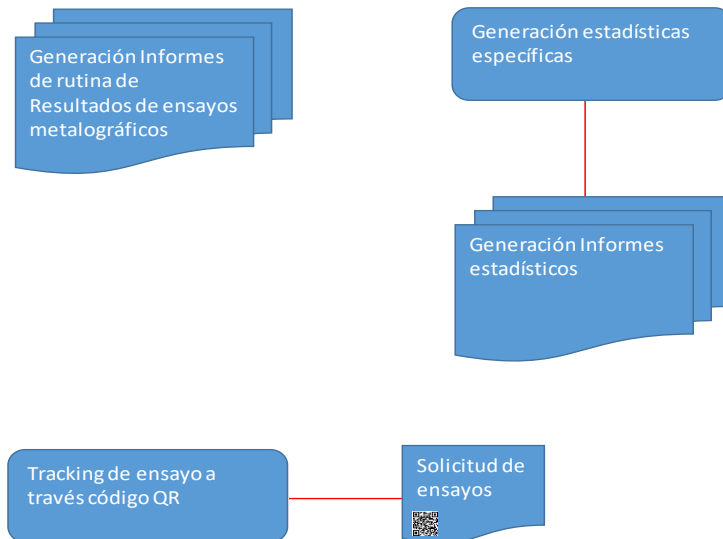 Generación Informes
de rutina de
Resultados de ensayos
metalográficos
Generación estadísticas
específicas
Generación Informes
estadísticos
Tracking de ensayo a
través código QR
Solicitud de
ensayos